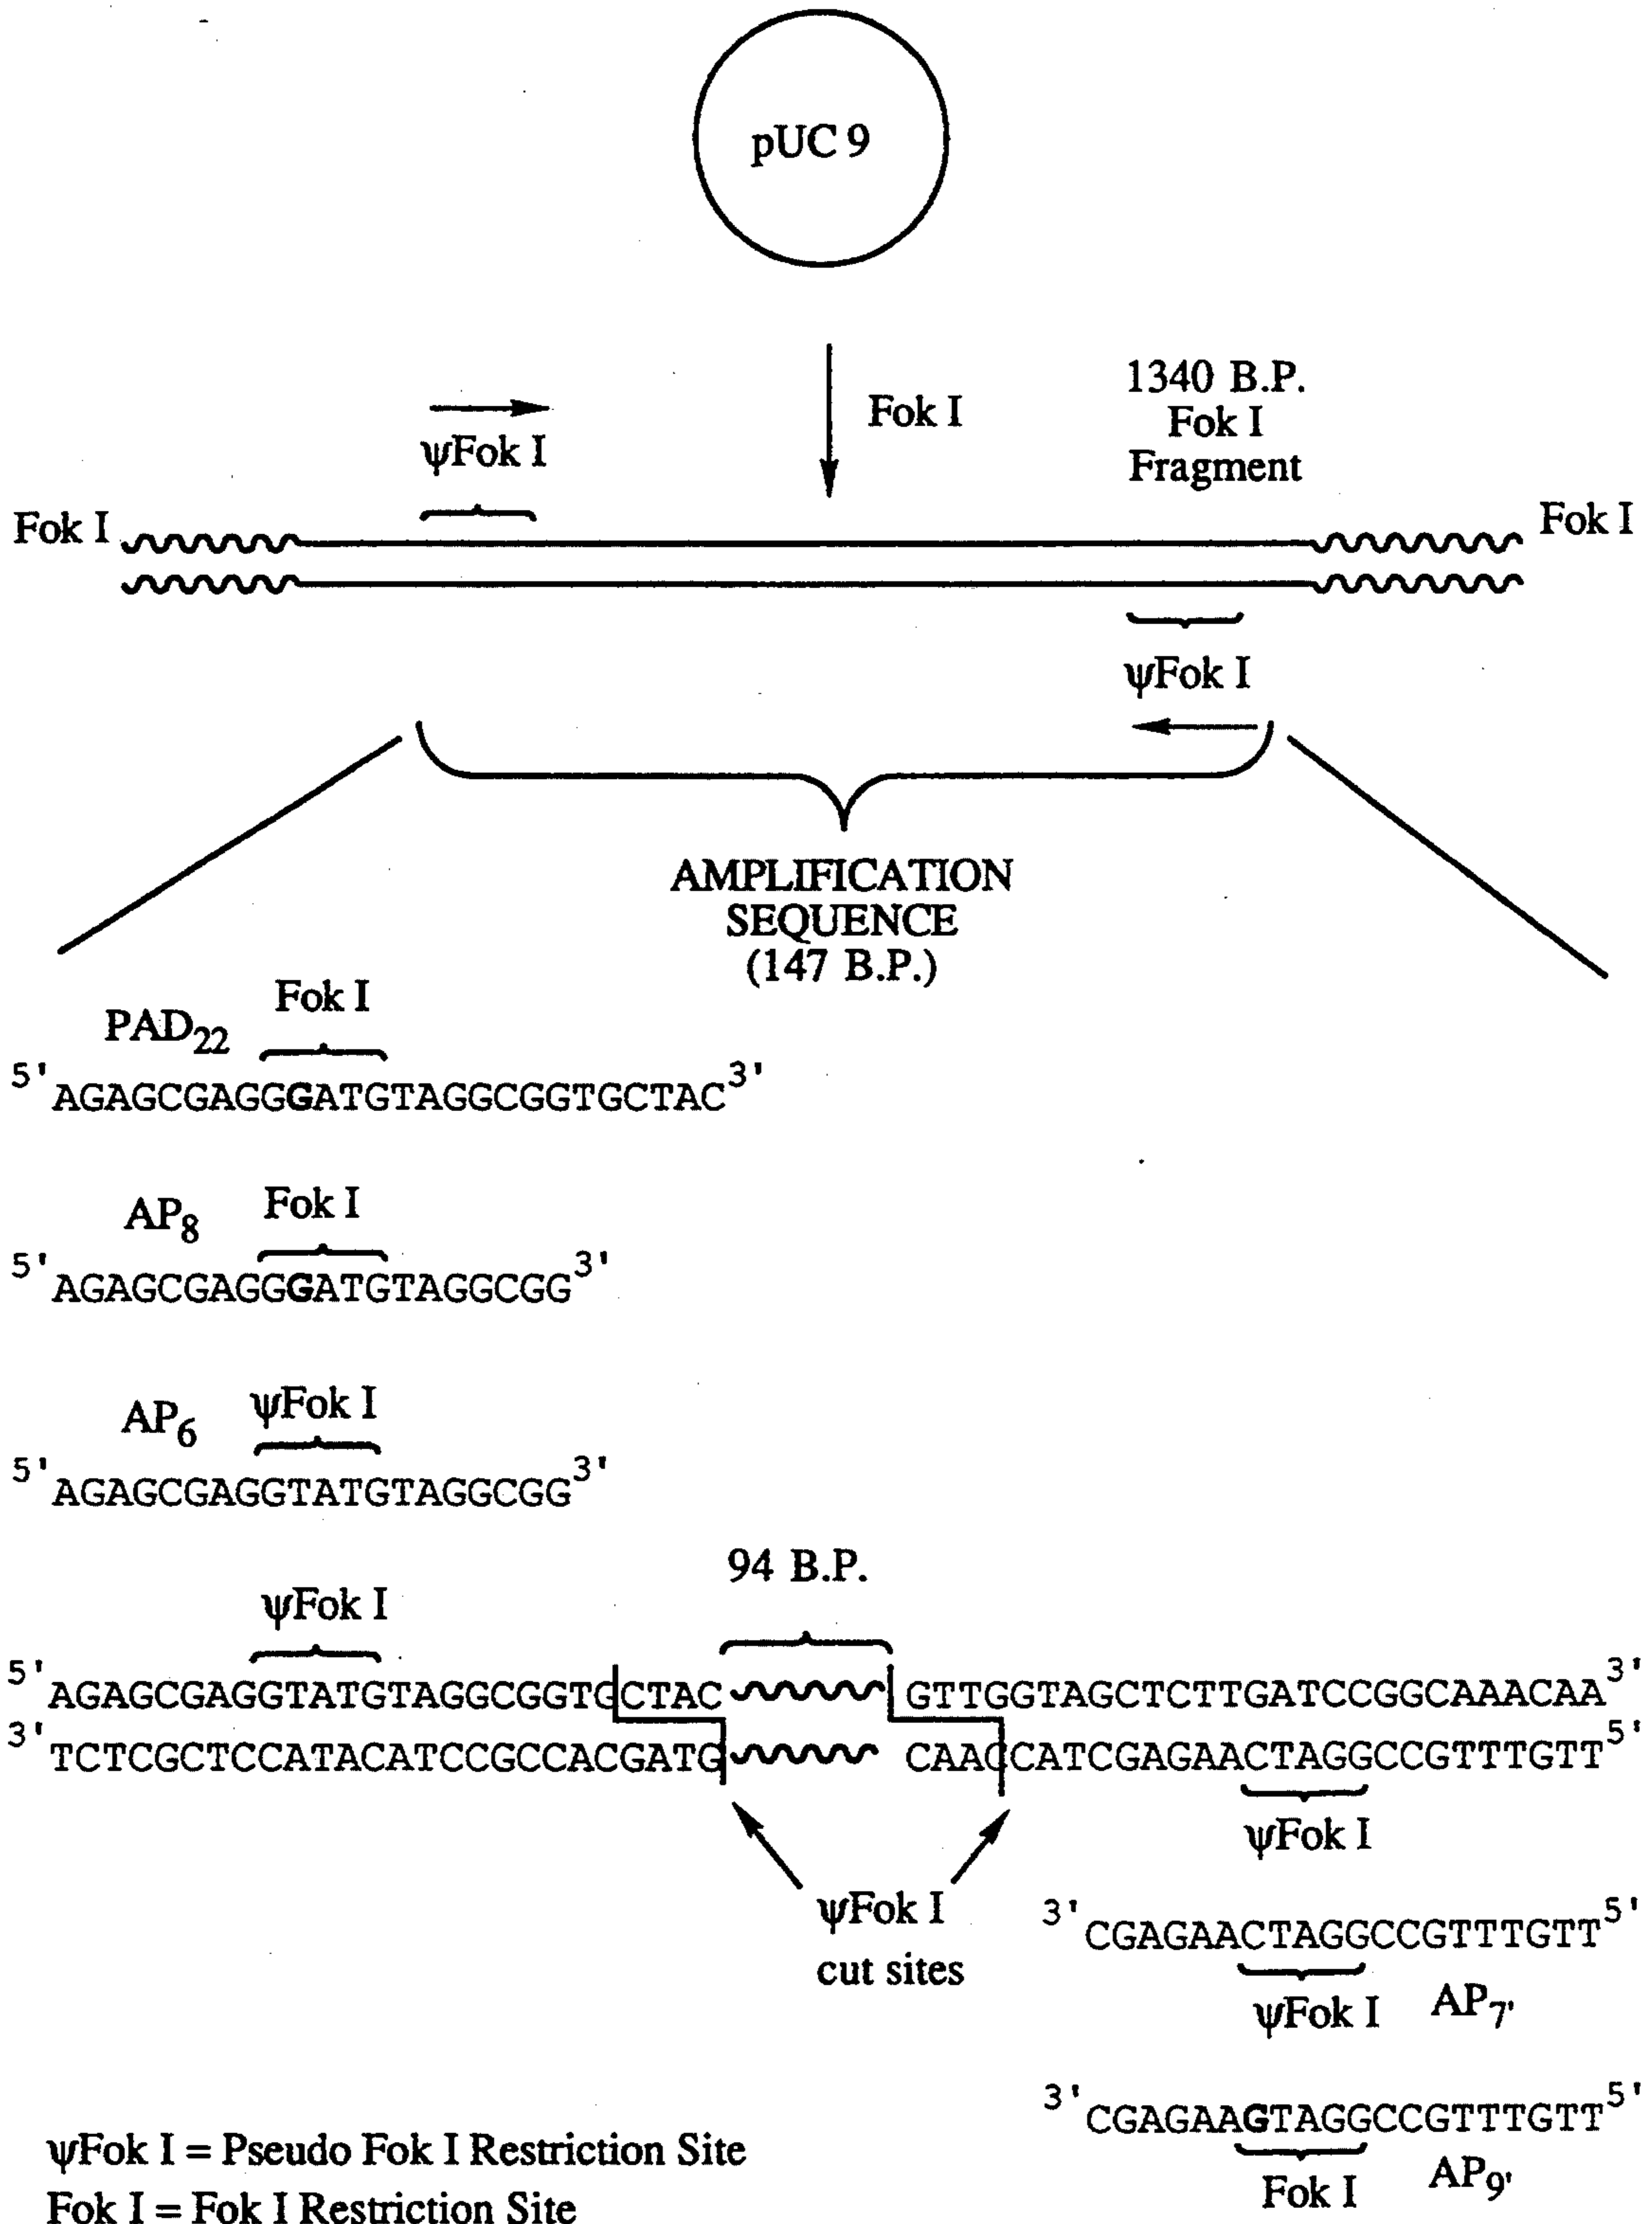 pUC 9
1340 B.P.
Fok I
Fok I
Fragment
ψFok I
Fok I
Fok I
ψFok I
AMPLIFICATION
SEQUENCE
(147 B.P.)
Fok I
PAD22
5' AGAGCGAGGGATGTAGGCGGTGCTAC 3'
Fok I
AP8
5' AGAGCGAGGGATGTAGGCGG 3'
ψFok I
AP6
5' AGAGCGAGGTATGTAGGCGG 3'
94 B.P.
ψFok I
5' AGAGCGAGGTATGTAGGCGGTGCTAC GTTGGTAGCTCTTGATCCGGCAAACAA 3'
3' TCTCGCTCCATACATCCGCCACGATG CAACCATCGAGAACTAGGCCGTTTGTT 5'
ψFok I
ψFok I
cut sites
3' CGAGAACTAGGCCGTTTGTT 5'
ψFok I
AP7'
3' CGAGAAGTAGGCCGTTTGTT 5'
Fok I
AP9'
ψFok I = Pseudo Fok I Restriction Site
Fok I = Fok I Restriction Site